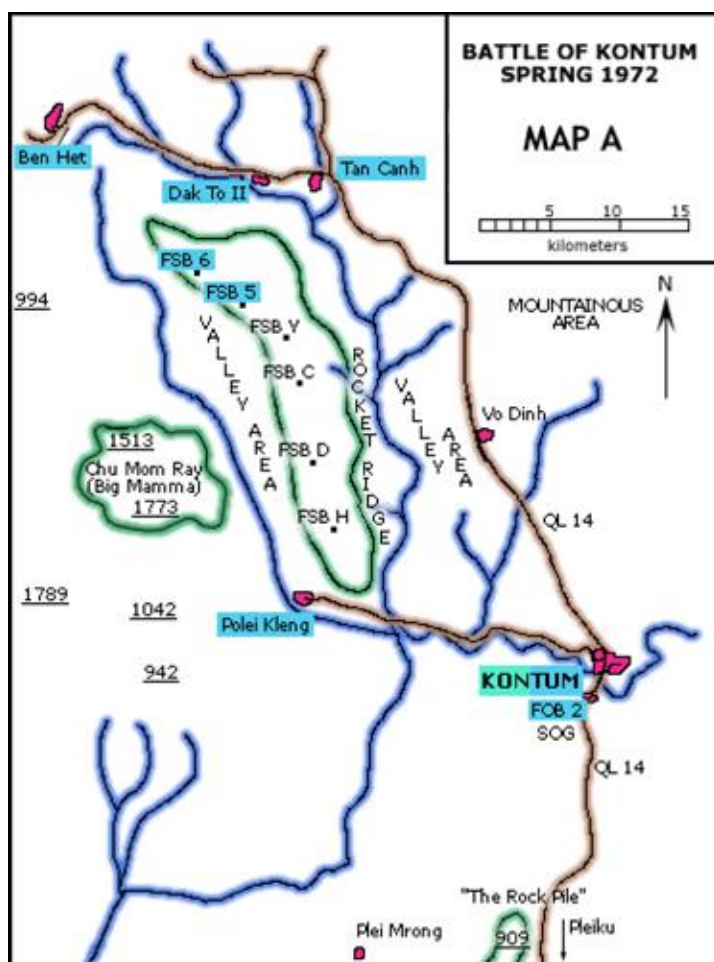 BATTLE OF KONTUM
SPRING 1972
MAP A
5 10 15
kilometers
N
MOUNTAINOUS
AREA
Ben Het
Dak To II
Tan Canh
FSB 6
FSB 5
FSB Y
FSB C
FSB D
FSB H
994
VALLEY AREA
ROCKET RIDGE
VALLEY AREA
Vo Dinh
1513
Chu Mom Ray
(Big Mamma)
1773
QL 14
1789
1042
942
Polei Kleng
KONTUM
FOB 2
SOG
QL 14
"The Rock Pile"
909
Pleiku
Plei Mrong